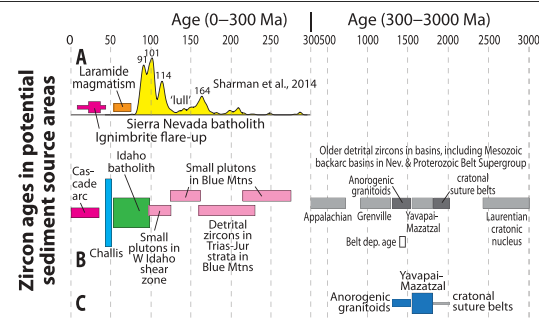 Age (0–300 Ma)
Age (300–3000 Ma)
0 50 100 150 200 250 300 500 1000 1500 2000 2500 3000
A
91 101
114
164
'lull'
Sharman et al., 2014
Laramide
magmatism
Sierra Nevada batholith
Ignimbrite flare-up
Zircon ages in potential
sediment source areas
Cas-
cade
arc
Idaho
batholith
Small plutons
in Blue Mtns
Challis
Small
plutons in
W Idaho
shear
zone
Detrital
zircons in
Trias-Jur
strata in
Blue Mtns
B
Older detrital zircons in basins, including Mesozoic
backarc basins in Nev. & Proterozoic Belt Supergroup
Anorogenic
granitoids
cratonal
suture belts
Appalachian
Grenville
Yavapai-
Mazatzal
Laurentian
cratonic
nucleus
Belt dep. age
C
Yavapai-
Mazatzal
Anorogenic
granitoids
cratonal
suture belts